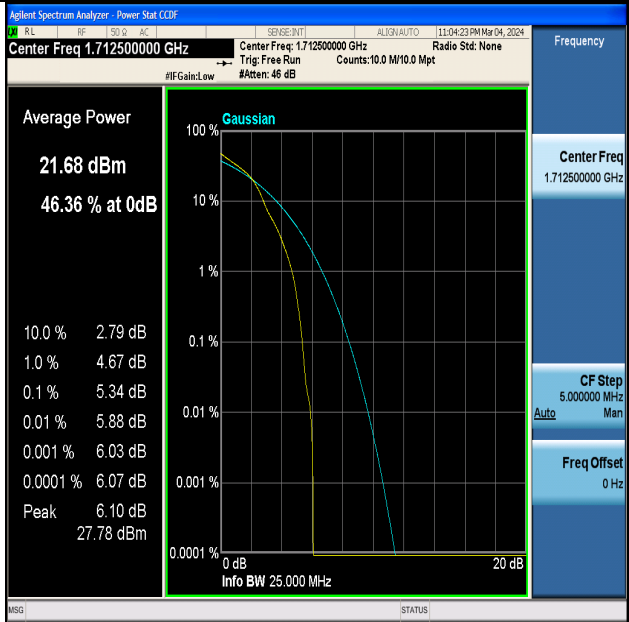 Agilent Spectrum Analyzer - Power Stat CCDF
LXI RL RF 50 Ω AC SENSE:INT ALIGN AUTO 11:04:23 PM Mar 04, 2024
Center Freq 1.712500000 GHz
Center Freq: 1.712500000 GHz Radio Std: None
Trig: Free Run Counts:10.0 M/10.0 Mpt
#IFGain:Low #Atten: 46 dB
Frequency
Average Power
21.68 dBm
46.36 % at 0dB
10.0 % 2.79 dB
1.0 % 4.67 dB
0.1 % 5.34 dB
0.01 % 5.88 dB
0.001 % 6.03 dB
0.0001 % 6.07 dB
Peak 6.10 dB
27.78 dBm
Gaussian
100 %
10 %
1 %
0.1 %
0.01 %
0.001 %
0.0001 %
0 dB 20 dB
Info BW 25.000 MHz
Center Freq
1.712500000 GHz
CF Step
5.000000 MHz
Auto Man
Freq Offset
0 Hz
MSG STATUS